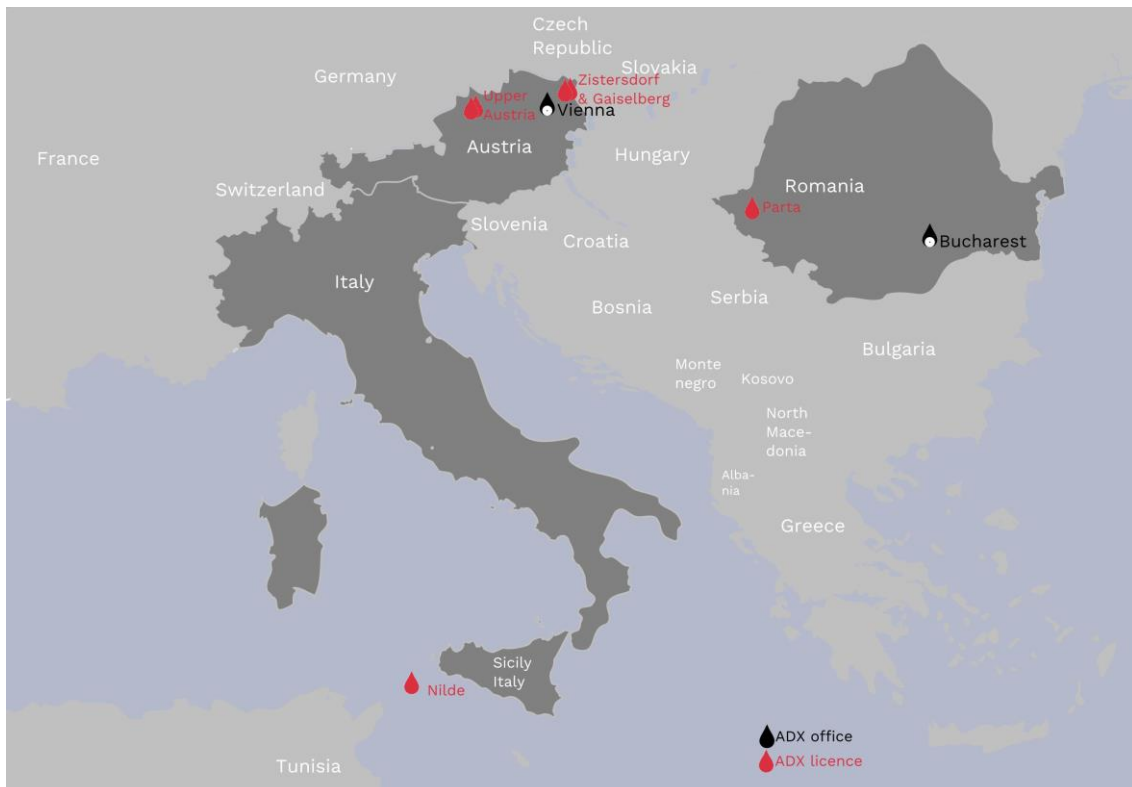 Czech
Republic
Slovakia
Germany
Zistersdorf
& Gaiselberg
Upper
Austria
Vienna
Austria
Hungary
France
Switzerland
Romania
Parta
Slovenia
Croatia
Bucharest
Italy
Bosnia
Serbia
Bulgaria
Monte
negro
Kosovo
North
Mace-
donia
Alba-
nia
Greece
Sicily
Italy
Nilde
ADX office
ADX licence
Tunisia